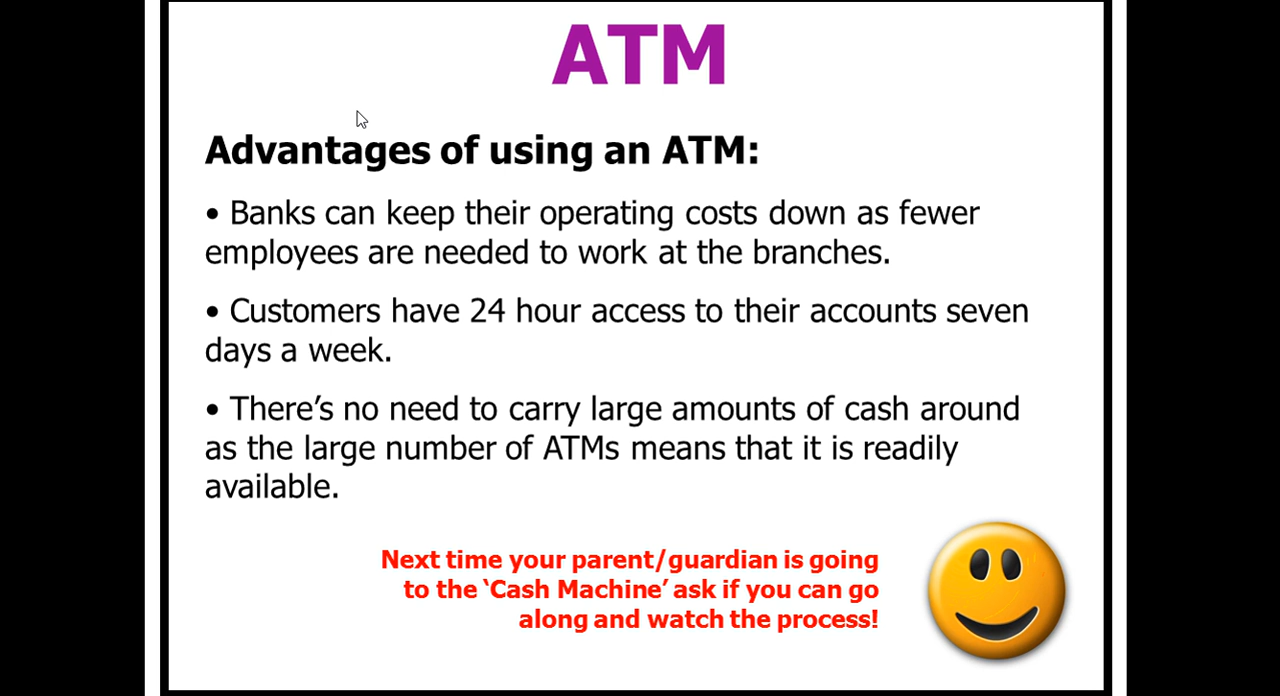 ATM
Advantages of using an ATM:
• Banks can keep their operating costs down as fewer
employees are needed to work at the branches.
• Customers have 24 hour access to their accounts seven
days a week.
• There’s no need to carry large amounts of cash around
as the large number of ATMs means that it is readily
available.
Next time your parent/guardian is going
to the ‘Cash Machine’ ask if you can go
along and watch the process!